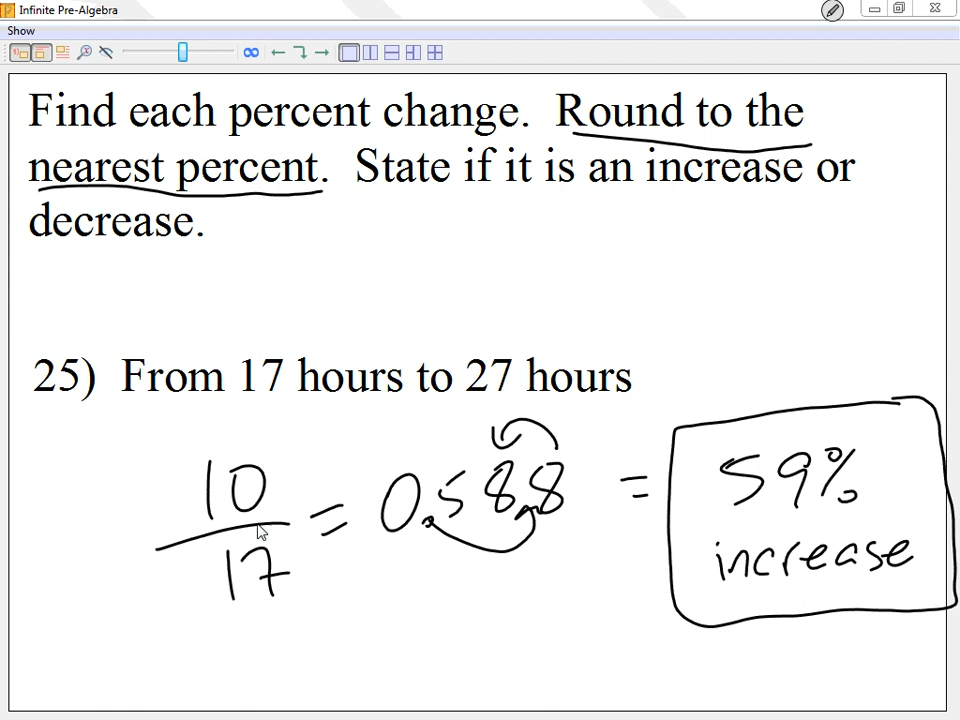 Infinite Pre-Algebra
Show
Find each percent change. Round to the
nearest percent. State if it is an increase or
decrease.
25) From 17 hours to 27 hours
10
17
= 0.588 = 59%
increase